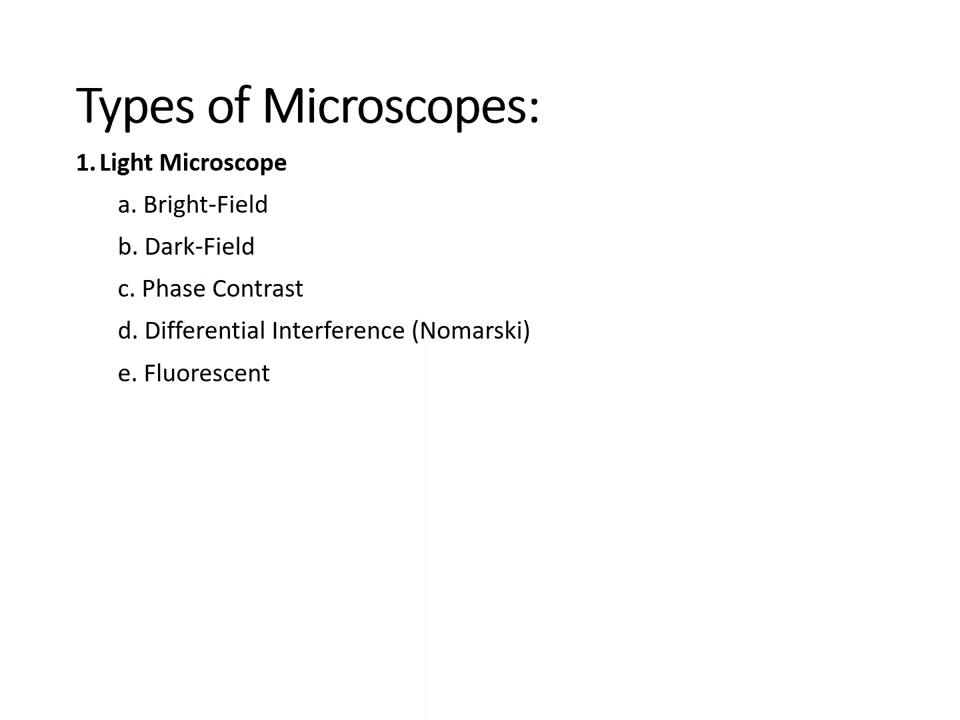 Types of Microscopes:
1. Light Microscope
a. Bright-Field
b. Dark-Field
c. Phase Contrast
d. Differential Interference (Nomarski)
e. Fluorescent